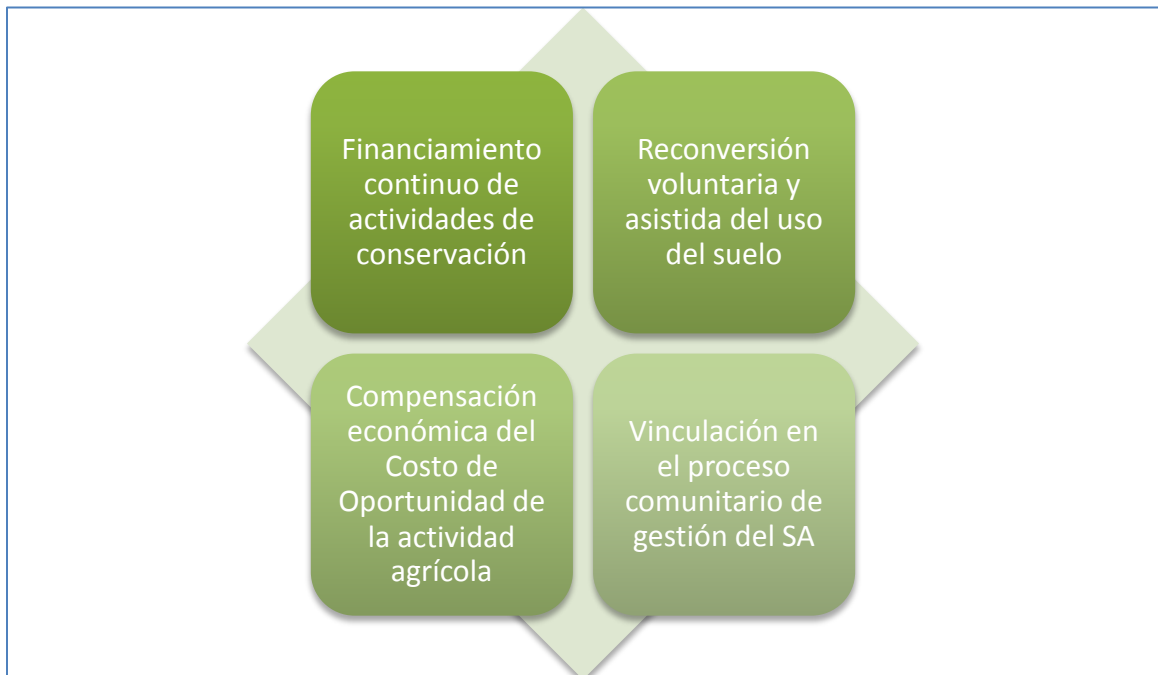 Financiamiento
continuo de
actividades de
conservación
Reconversión
voluntaria y
asistida del uso
del suelo
Compensación
económica del
Costo de
Oportunidad de
la actividad
agrícola
Vinculación en
el proceso
comunitario de
gestión del SA